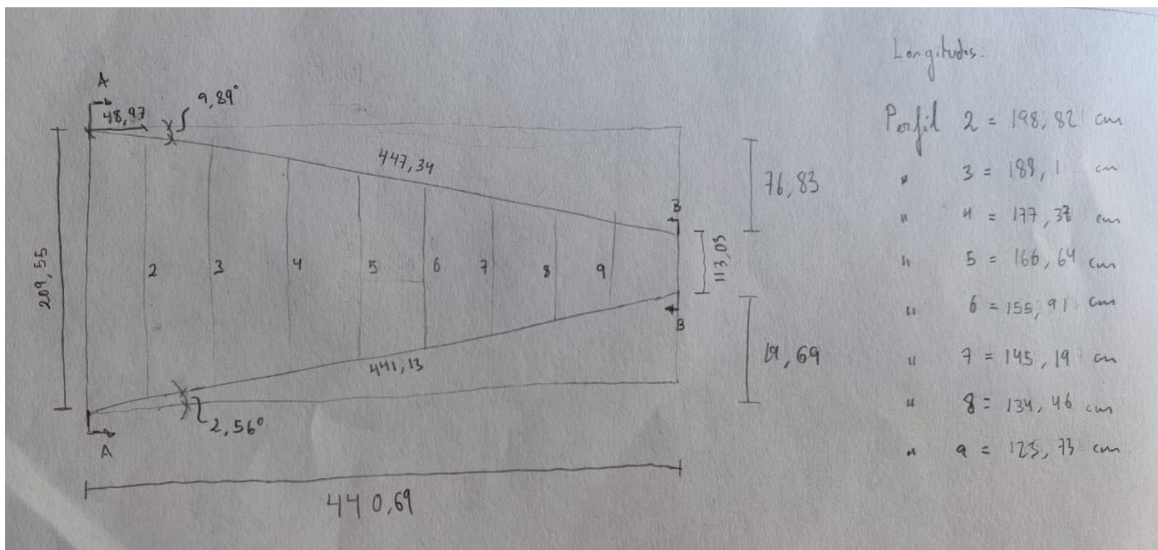 Longitudes:
Perfil 2 = 198,82 cm
" 3 = 188,1 cm
" 4 = 177,38 cm
" 5 = 166,64 cm
" 6 = 155,91 cm
" 7 = 145,19 cm
" 8 = 134,46 cm
" 9 = 123,73 cm
A
48,97
9,89°
447,34
76,83
B
209,55
2 3 4 5 6 7 8 9
113,03
B
441,13
19,69
2,56°
A
440,69